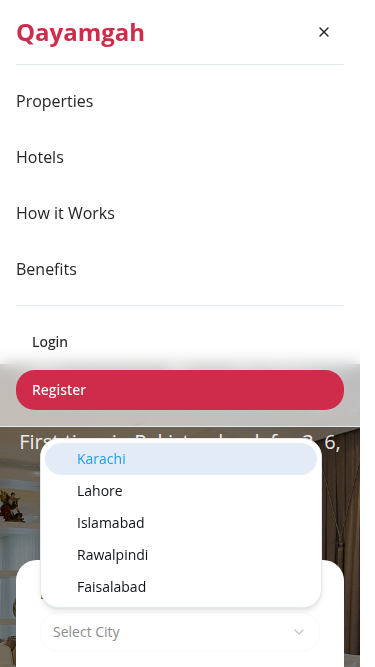 Qayamgah
Properties
Hotels
How it Works
Benefits
Login
Register
First time in Pakistan, book for 3, 6,
Karachi
Lahore
Islamabad
Rawalpindi
Faisalabad
Select City